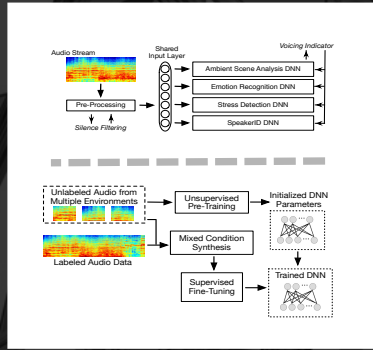 Audio Stream
Shared
Input Layer
Voicing Indicator
Ambient Scene Analysis DNN
Emotion Recognition DNN
Pre-Processing
Stress Detection DNN
Silence Filtering
SpeakerID DNN
Unlabeled Audio from
Multiple Environments
Unsupervised
Pre-Training
Initialized DNN
Parameters
Mixed Condition
Synthesis
Labeled Audio Data
Supervised
Fine-Tuning
Trained DNN